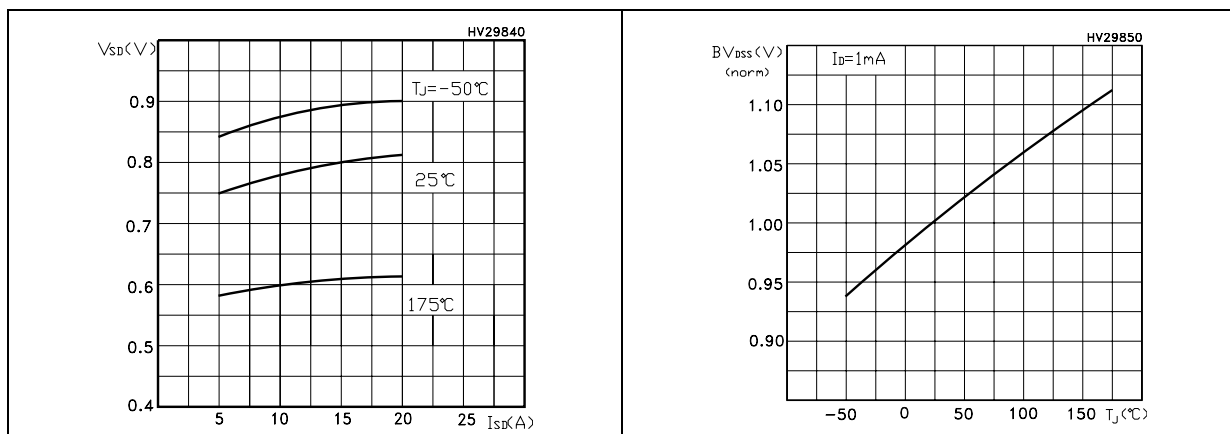 HV29840
VSD(V)
TJ=-50℃
0.9
0.8
25℃
0.7
0.6
175℃
0.5
0.4
5 10 15 20 25 ISD(A)
HV29850
BVDSS(V)
(norm)
ID=1mA
1.10
1.05
1.00
0.95
0.90
-50 0 50 100 150 TJ(℃)